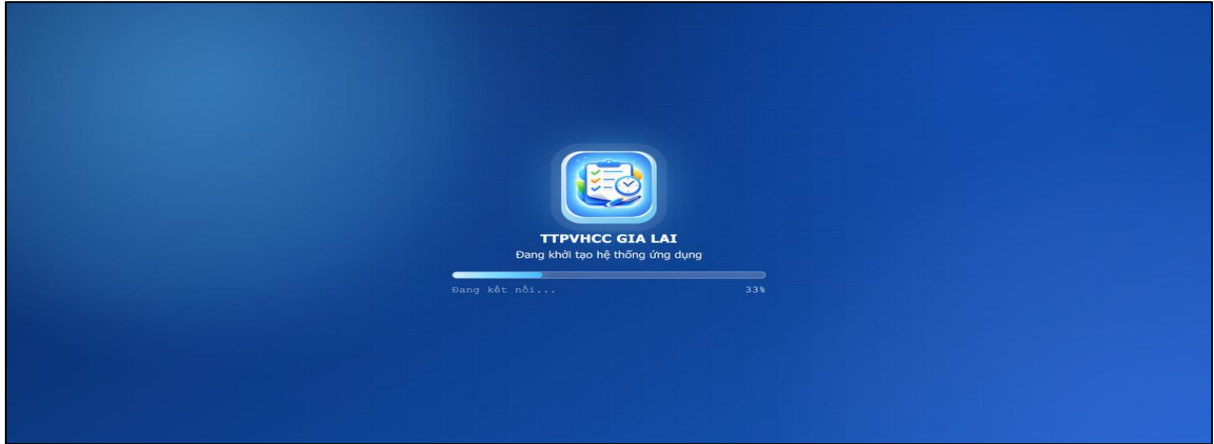 TTPVHCC GIA LAI
Đang khởi tạo hệ thống ứng dụng
Đang kết nối... 33%